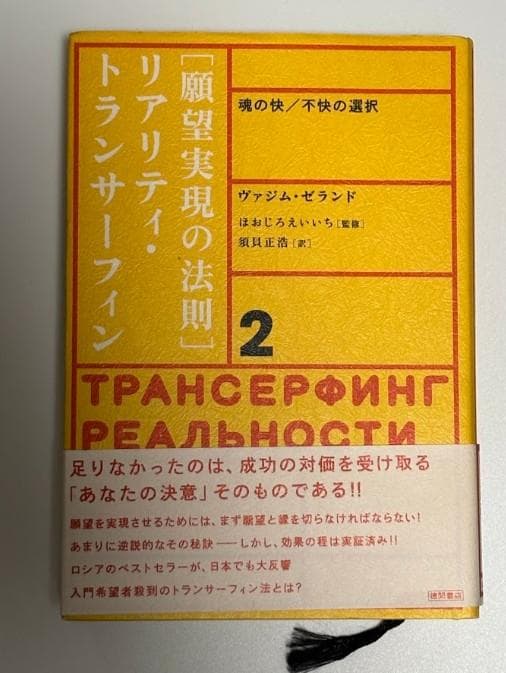 [願望実現の法則]
リアリティ・
トランサーフィン
魂の快／不快の選択
ヴァジム・ゼランド
ほおじろえいいち[監修]
須貝正浩[訳]
2
ТРАНСЕРФИНГ
РЕАЛЬНОСТИ
足りなかったのは、成功の対価を受け取る
「あなたの決意」そのものである!!
願望を実現させるためには、まず願望と縁を切らなければならない!
あまりに逆説的なその秘訣――しかし、効果の程は実証済み!!
ロシアのベストセラーが、日本でも大反響
入門希望者殺到のトランサーフィン法とは?
徳間書店